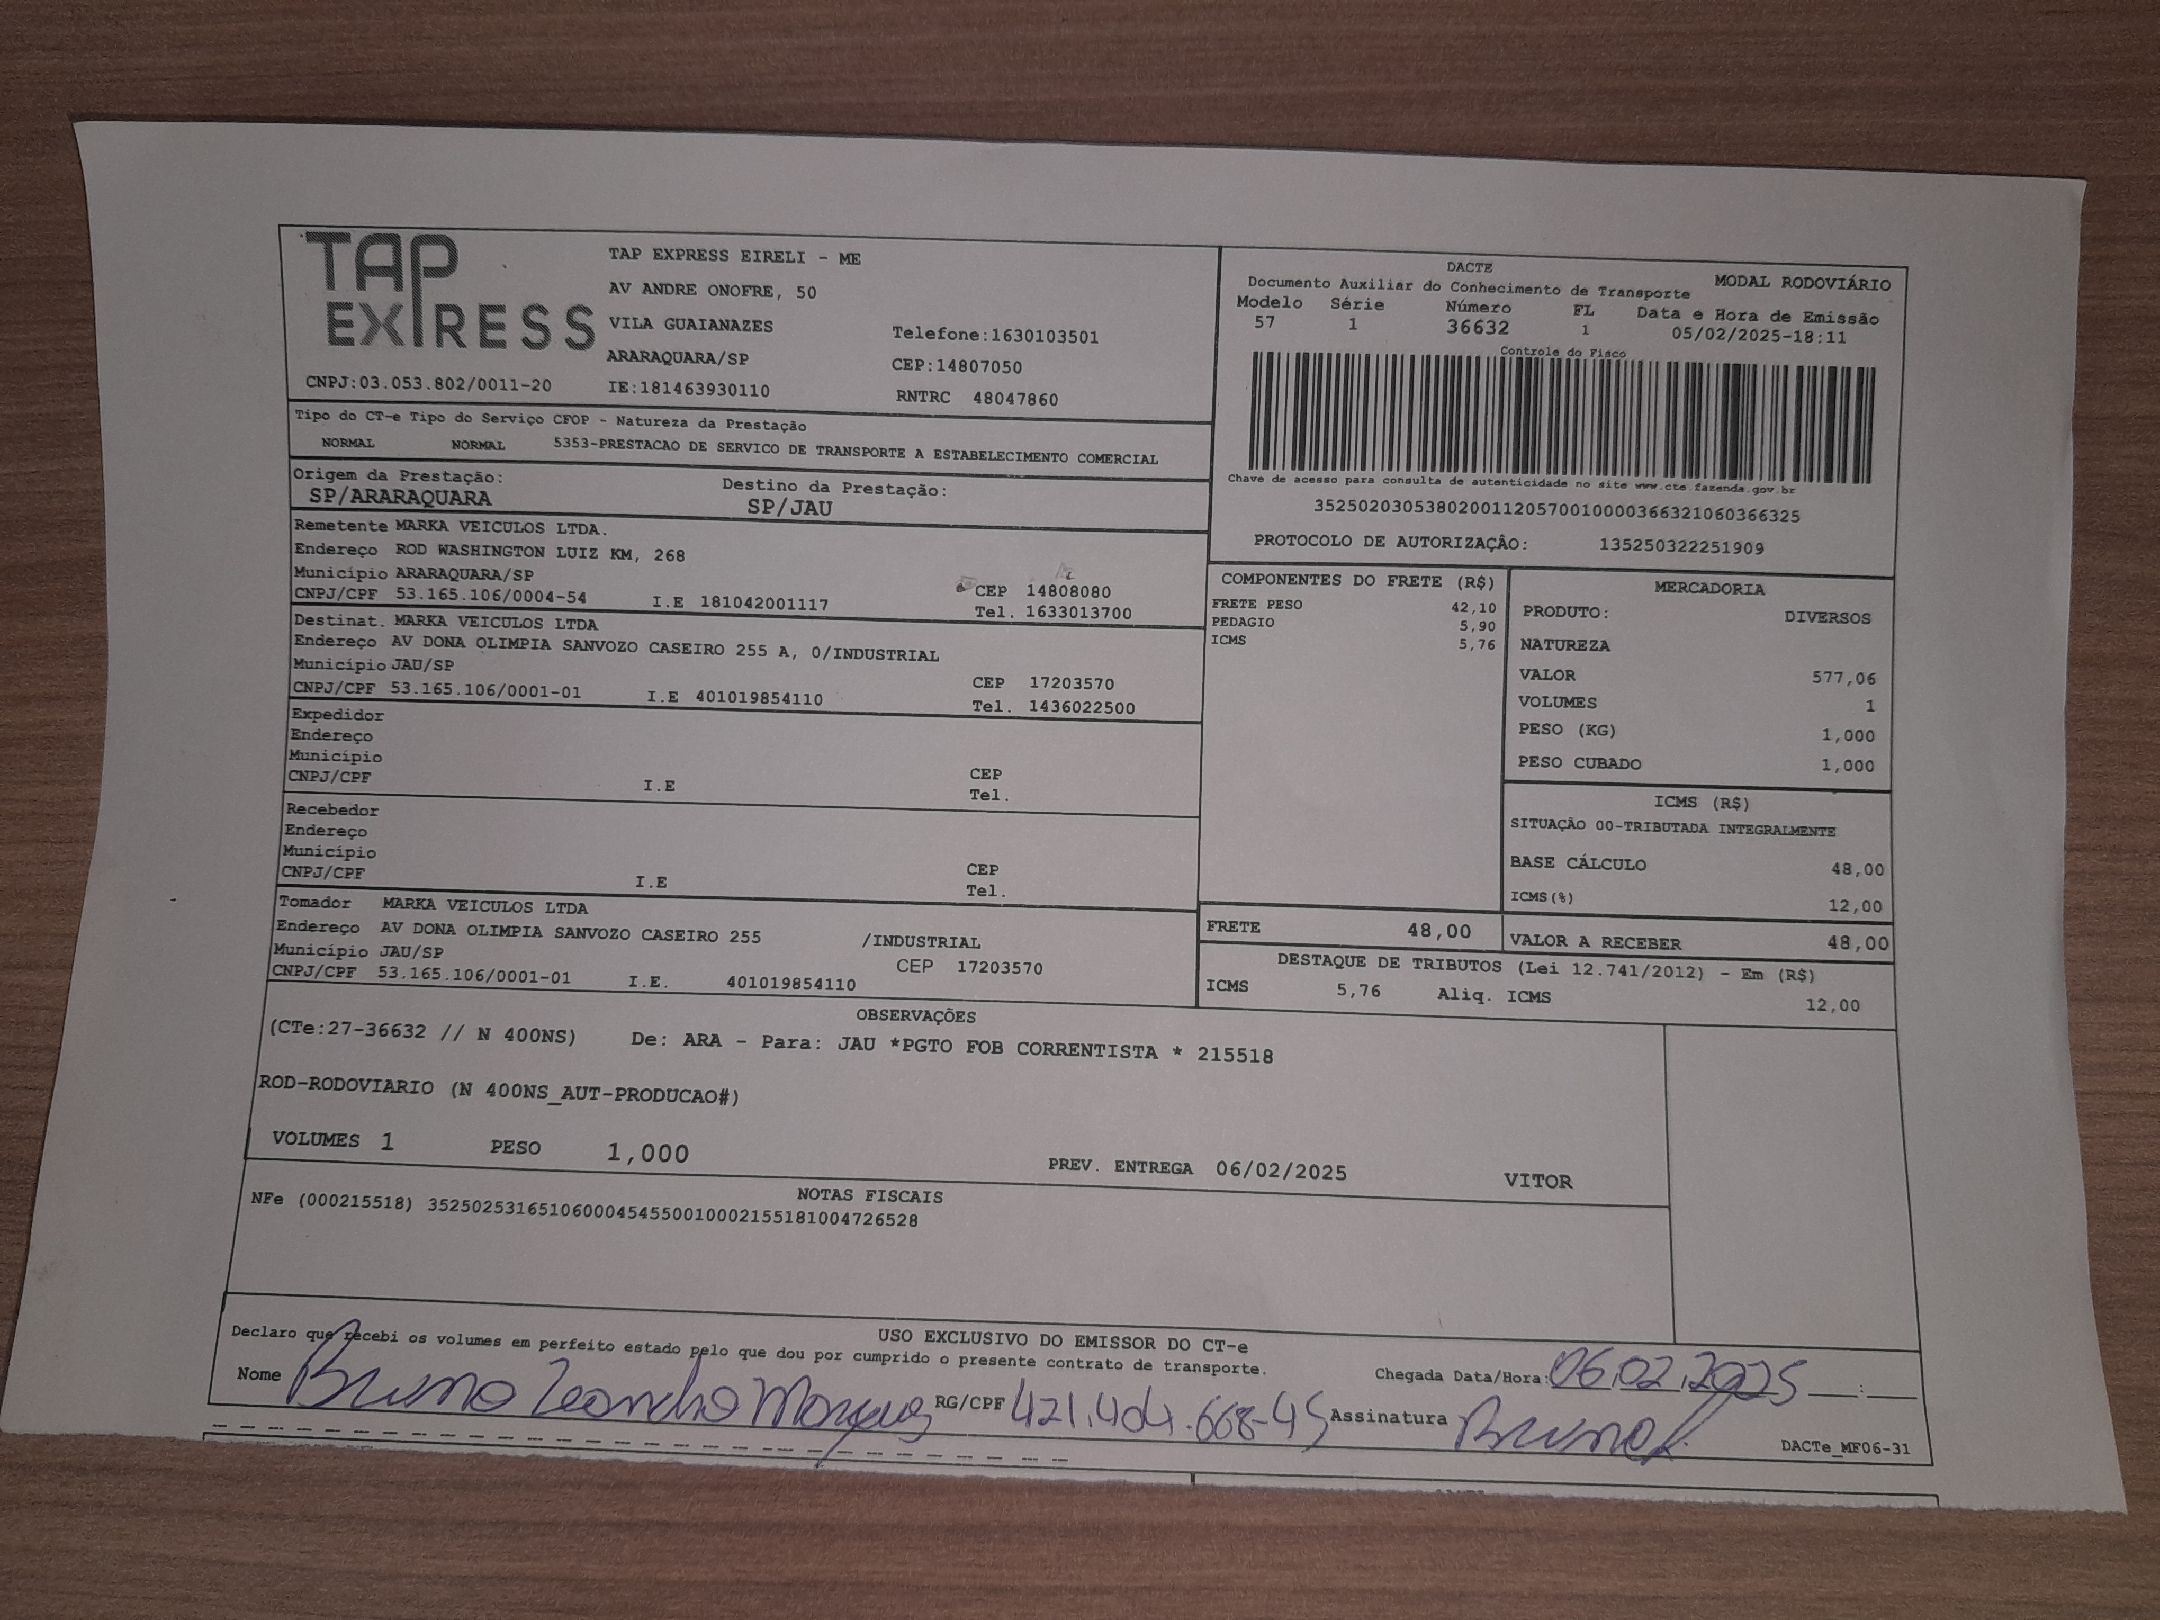 TAP
EXPRESS
CNPJ:03.053.802/0011-20
TAP EXPRESS EIRELI - ME
AV ANDRE ONOFRE, 50
VILA GUAIANAZES
Telefone:1630103501
ARARAQUARA/SP
CEP:14807050
IE:181463930110
RNTRC 48047860
DACTE
MODAL RODOVIÁRIO
Documento Auxiliar do Conhecimento de Transporte
Modelo Série Número FL Data e Hora de Emissão
57 1 36632 1 05/02/2025-18:11
Controle do Fisco
Chave de acesso para consulta de autenticidade no site www.cte.fazenda.gov.br
35250203053802001120570010000366321060366325
PROTOCOLO DE AUTORIZAÇÃO: 135250322251909
Tipo do CT-e Tipo do Serviço CFOP - Natureza da Prestação
NORMAL NORMAL 5353-PRESTACAO DE SERVICO DE TRANSPORTE A ESTABELECIMENTO COMERCIAL
Origem da Prestação: Destino da Prestação:
SP/ARARAQUARA SP/JAU
Remetente MARKA VEICULOS LTDA.
Endereço ROD WASHINGTON LUIZ KM, 268
Município ARARAQUARA/SP CEP 14808080
CNPJ/CPF 53.165.106/0004-54 I.E 181042001117 Tel. 1633013700
Destinat. MARKA VEICULOS LTDA
Endereço AV DONA OLIMPIA SANVOZO CASEIRO 255 A, 0/INDUSTRIAL
Município JAU/SP CEP 17203570
CNPJ/CPF 53.165.106/0001-01 I.E 401019854110 Tel. 1436022500
Expedidor
Endereço
Município CEP
CNPJ/CPF I.E Tel.
Recebedor
Endereço
Município CEP
CNPJ/CPF I.E Tel.
Tomador MARKA VEICULOS LTDA
Endereço AV DONA OLIMPIA SANVOZO CASEIRO 255 /INDUSTRIAL
Município JAU/SP CEP 17203570
CNPJ/CPF 53.165.106/0001-01 I.E. 401019854110
COMPONENTES DO FRETE (R$)
FRETE PESO 42,10
PEDAGIO 5,90
ICMS 5,76
MERCADORIA
PRODUTO: DIVERSOS
NATUREZA
VALOR 577,06
VOLUMES 1
PESO (KG) 1,000
PESO CUBADO 1,000
ICMS (R$)
SITUAÇÃO 00-TRIBUTADA INTEGRALMENTE
BASE CÁLCULO 48,00
ICMS(%) 12,00
FRETE 48,00
VALOR A RECEBER 48,00
DESTAQUE DE TRIBUTOS (Lei 12.741/2012) - Em (R$)
ICMS 5,76 Aliq. ICMS 12,00
OBSERVAÇÕES
(CTe:27-36632 // N 400NS) De: ARA - Para: JAU *PGTO FOB CORRENTISTA * 215518
ROD-RODOVIARIO (N 400NS_AUT-PRODUCAO#)
VOLUMES 1 PESO 1,000 PREV. ENTREGA 06/02/2025 VITOR
NOTAS FISCAIS
NFe (000215518) 35250253165106000454550010002155181004726528
USO EXCLUSIVO DO EMISSOR DO CT-e
Declaro que recebi os volumes em perfeito estado pelo que dou por cumprido o presente contrato de transporte.
Chegada Data/Hora: 06.02.2025 __:__
Nome Bruno Leandro Marques RG/CPF 421.404.668-45 Assinatura Bruno L.
DACTe_MF06-31